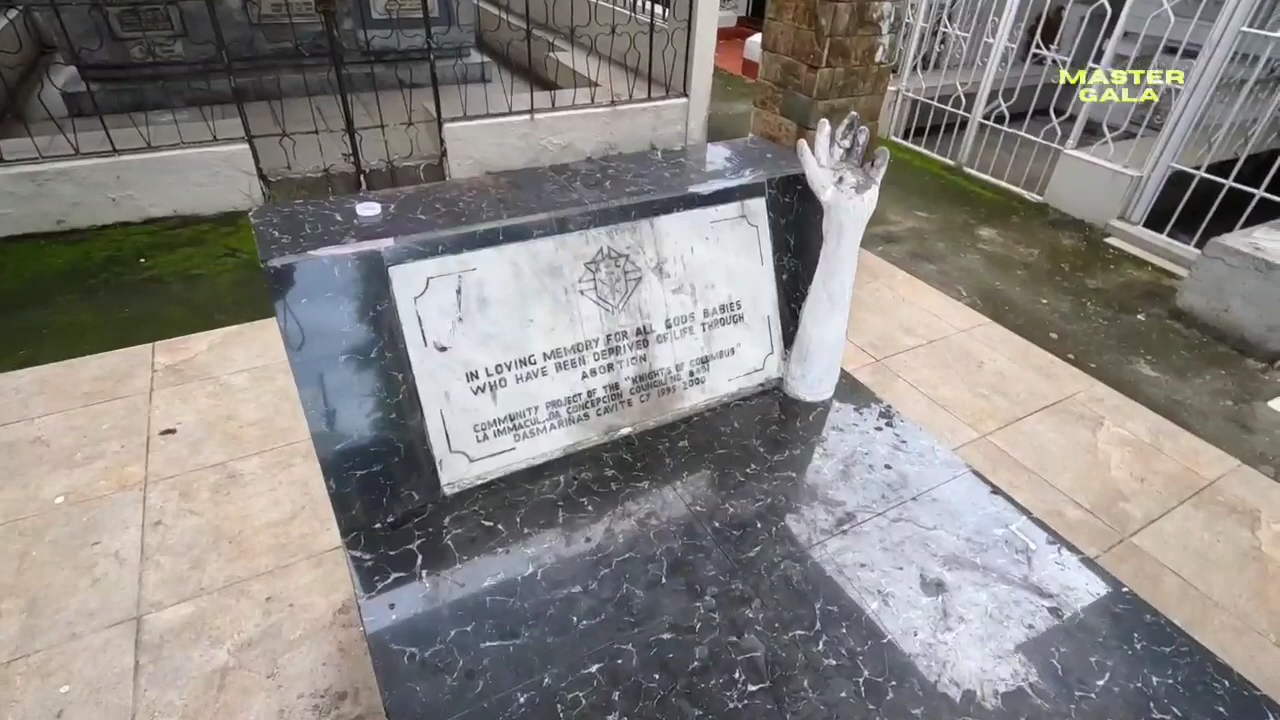 MASTER
GALA
IN LOVING MEMORY FOR ALL GODS BABIES
WHO HAVE BEEN DEPRIVED OF LIFE THROUGH
ABORTION
COMMUNITY PROJECT OF THE "KNIGHTS OF COLUMBUS"
LA IMMACULADA CONCEPCION COUNCIL NO.
DASMARIÑAS CAVITE CY 1995-2000